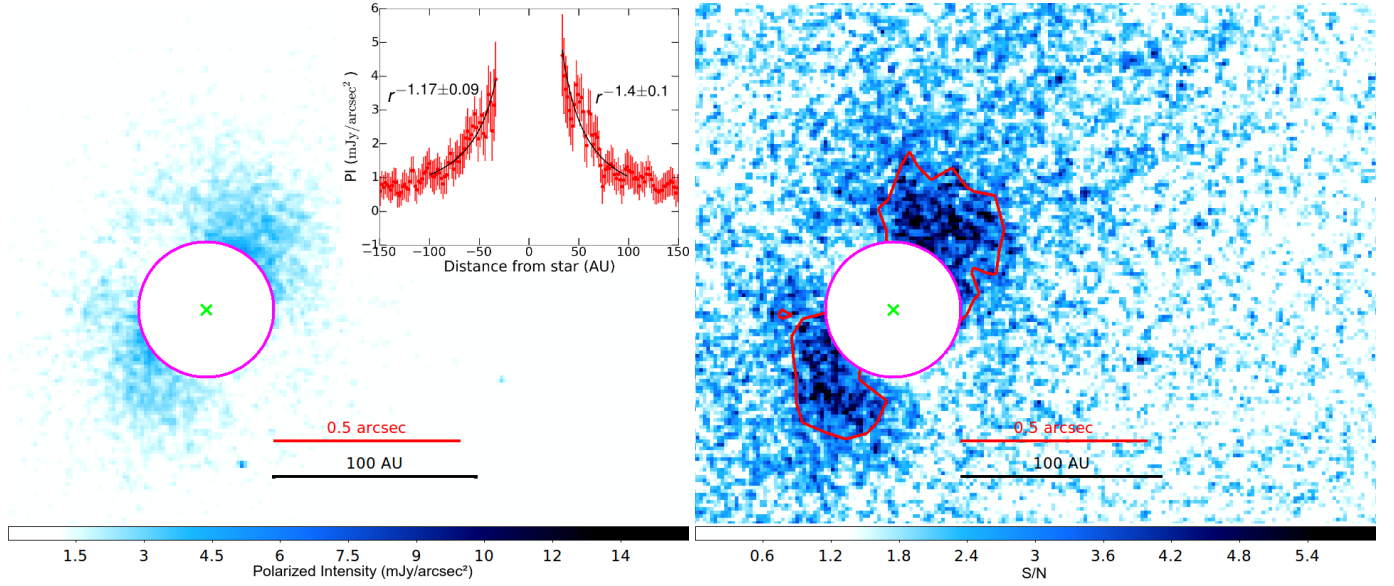 6
5
4
3
2
1
0
−1
PI (mJy/arcsec²)
r^−1.17±0.09
r^−1.4±0.1
−150 −100 −50 0 50 100 150
Distance from star (AU)
0.5 arcsec
100 AU
1.5 3 4.5 6 7.5 9 10 12 14
Polarized Intensity (mJy/arcsec²)
0.5 arcsec
100 AU
0.6 1.2 1.8 2.4 3 3.6 4.2 4.8 5.4
S/N